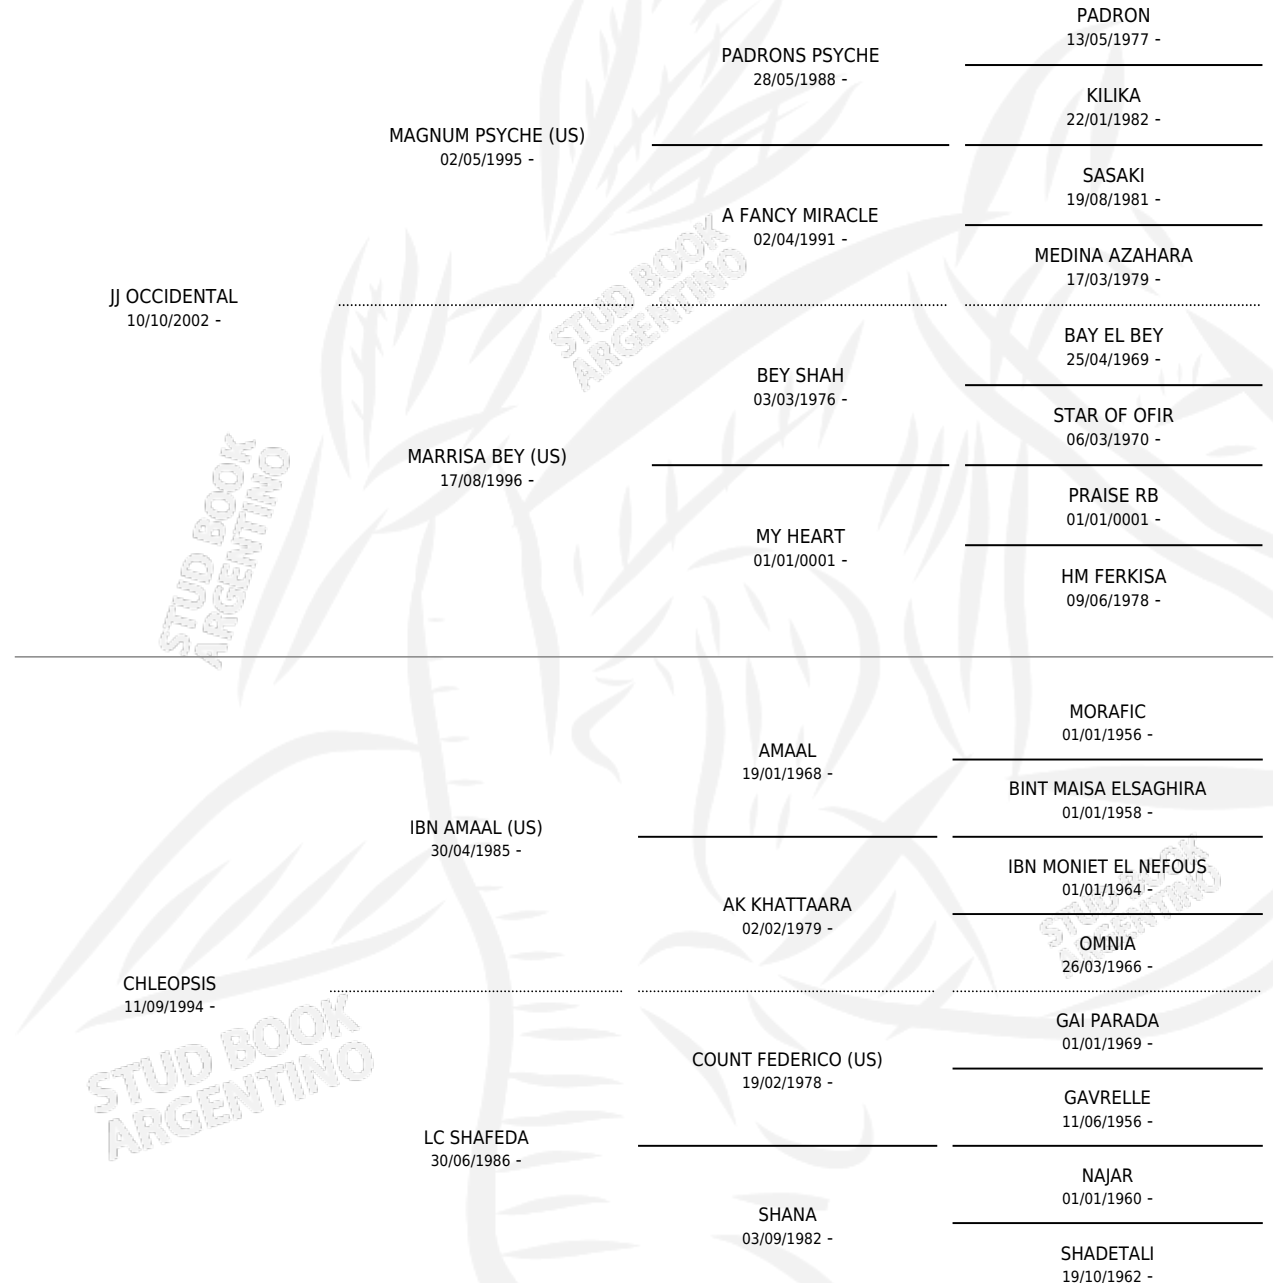 PADRON
13/05/1977 -
PADRONS PSYCHE
28/05/1988 -
KILIKA
22/01/1982 -
MAGNUM PSYCHE (US)
02/05/1995 -
SASAKI
19/08/1981 -
A FANCY MIRACLE
02/04/1991 -
MEDINA AZAHARA
17/03/1979 -
JJ OCCIDENTAL
10/10/2002 -
BAY EL BEY
25/04/1969 -
BEY SHAH
03/03/1976 -
STAR OF OFIR
06/03/1970 -
MARRISA BEY (US)
17/08/1996 -
PRAISE RB
01/01/0001 -
MY HEART
01/01/0001 -
HM FERKISA
09/06/1978 -
MORAFIC
01/01/1956 -
AMAAL
19/01/1968 -
BINT MAISA ELSAGHIRA
01/01/1958 -
IBN AMAAL (US)
30/04/1985 -
IBN MONIET EL NEFOUS
01/01/1964 -
AK KHATTAARA
02/02/1979 -
OMNIA
26/03/1966 -
CHLEOPSIS
11/09/1994 -
GAI PARADA
01/01/1969 -
COUNT FEDERICO (US)
19/02/1978 -
GAVRELLE
11/06/1956 -
LC SHAFEDA
30/06/1986 -
NAJAR
01/01/1960 -
SHANA
03/09/1982 -
SHADETALI
19/10/1962 -
STUD BOOK
ARGENTINO
STUD BOOK
ARGENTINO
STUD BOOK
ARGENTINO
STUD BOOK
ARGENTINO